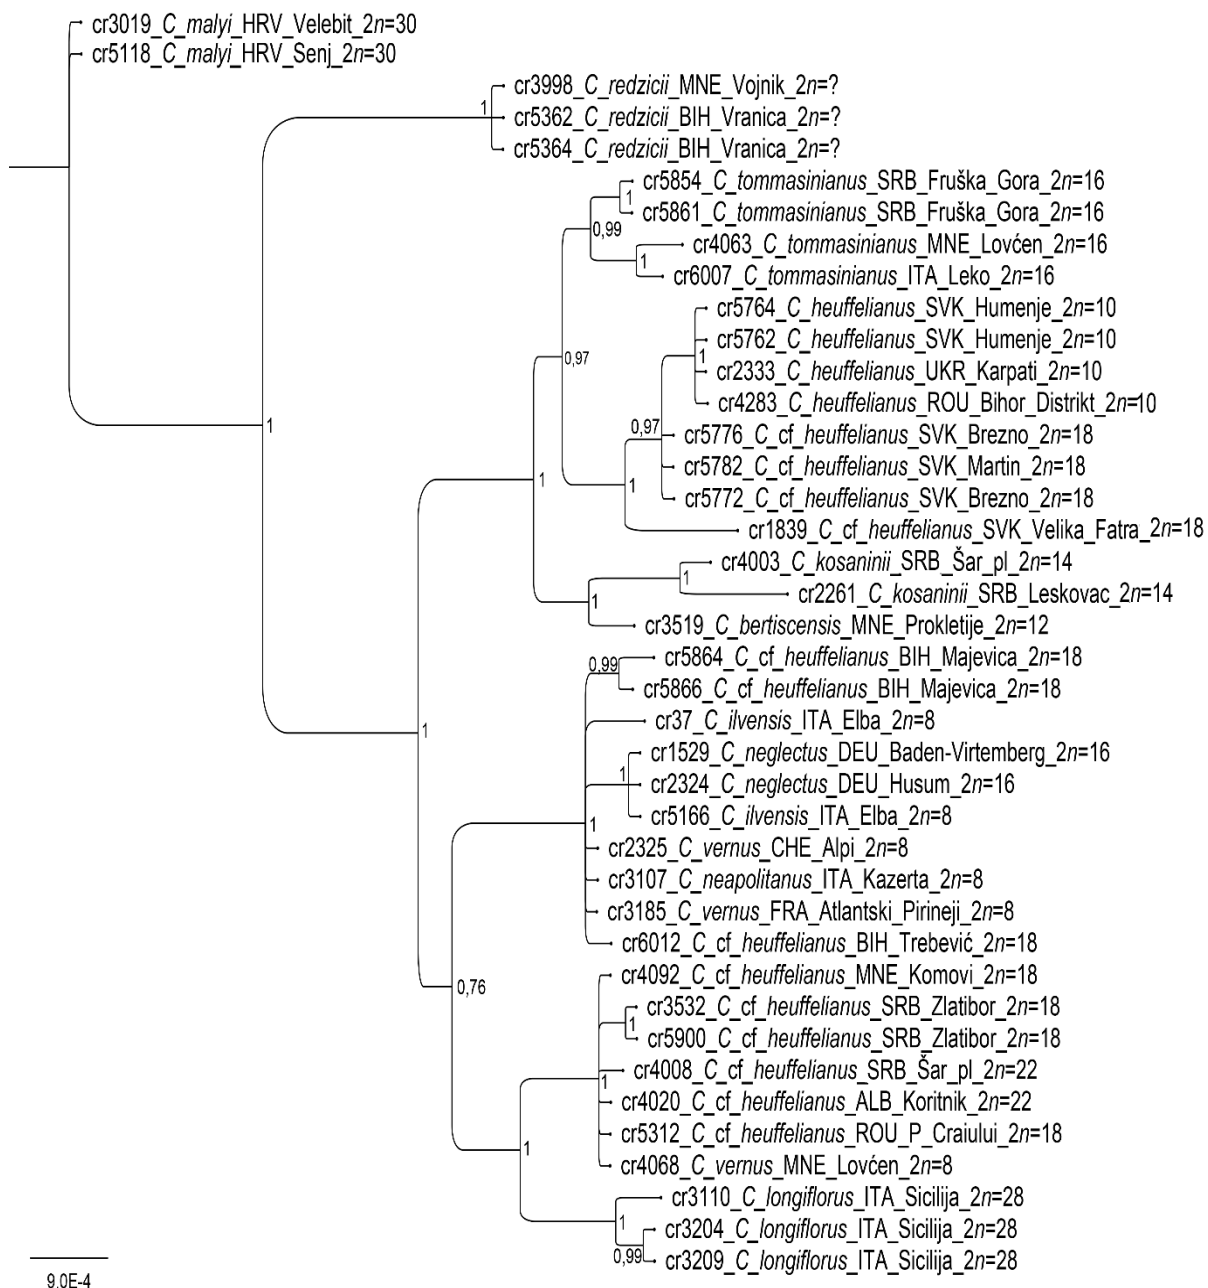 cr3019_C_malyi_HRV_Velebit_2n=30
cr5118_C_malyi_HRV_Senj_2n=30
cr3998_C_redzicii_MNE_Vojnik_2n=?
1
cr5362_C_redzicii_BIH_Vranica_2n=?
cr5364_C_redzicii_BIH_Vranica_2n=?
cr5854_C_tommasinianus_SRB_Fruška_Gora_2n=16
1
cr5861_C_tommasinianus_SRB_Fruška_Gora_2n=16
0,99
cr4063_C_tommasinianus_MNE_Lovćen_2n=16
1
cr6007_C_tommasinianus_ITA_Leko_2n=16
cr5764_C_heuffelianus_SVK_Humenje_2n=10
cr5762_C_heuffelianus_SVK_Humenje_2n=10
0,97
1
cr2333_C_heuffelianus_UKR_Karpati_2n=10
cr4283_C_heuffelianus_ROU_Bihor_Distrikt_2n=10
1
0,97
cr5776_C_cf_heuffelianus_SVK_Brezno_2n=18
cr5782_C_cf_heuffelianus_SVK_Martin_2n=18
1
1
cr5772_C_cf_heuffelianus_SVK_Brezno_2n=18
cr1839_C_cf_heuffelianus_SVK_Velika_Fatra_2n=18
cr4003_C_kosaninii_SRB_Šar_pl_2n=14
1
cr2261_C_kosaninii_SRB_Leskovac_2n=14
1
cr3519_C_bertiscensis_MNE_Prokletije_2n=12
cr5864_C_cf_heuffelianus_BIH_Majevica_2n=18
0,99
cr5866_C_cf_heuffelianus_BIH_Majevica_2n=18
cr37_C_ilvensis_ITA_Elba_2n=8
1
cr1529_C_neglectus_DEU_Baden-Virtemberg_2n=16
1
cr2324_C_neglectus_DEU_Husum_2n=16
cr5166_C_ilvensis_ITA_Elba_2n=8
1
cr2325_C_vernus_CHE_Alpi_2n=8
cr3107_C_neapolitanus_ITA_Kazerta_2n=8
cr3185_C_vernus_FRA_Atlantski_Pirineji_2n=8
cr6012_C_cf_heuffelianus_BIH_Trebević_2n=18
cr4092_C_cf_heuffelianus_MNE_Komovi_2n=18
0,76
cr3532_C_cf_heuffelianus_SRB_Zlatibor_2n=18
1
cr5900_C_cf_heuffelianus_SRB_Zlatibor_2n=18
cr4008_C_cf_heuffelianus_SRB_Šar_pl_2n=22
1
cr4020_C_cf_heuffelianus_ALB_Koritnik_2n=22
cr5312_C_cf_heuffelianus_ROU_P_Craiului_2n=18
1
cr4068_C_vernus_MNE_Lovćen_2n=8
cr3110_C_longiflorus_ITA_Sicilija_2n=28
1
cr3204_C_longiflorus_ITA_Sicilija_2n=28
0,99
cr3209_C_longiflorus_ITA_Sicilija_2n=28
9.0E-4